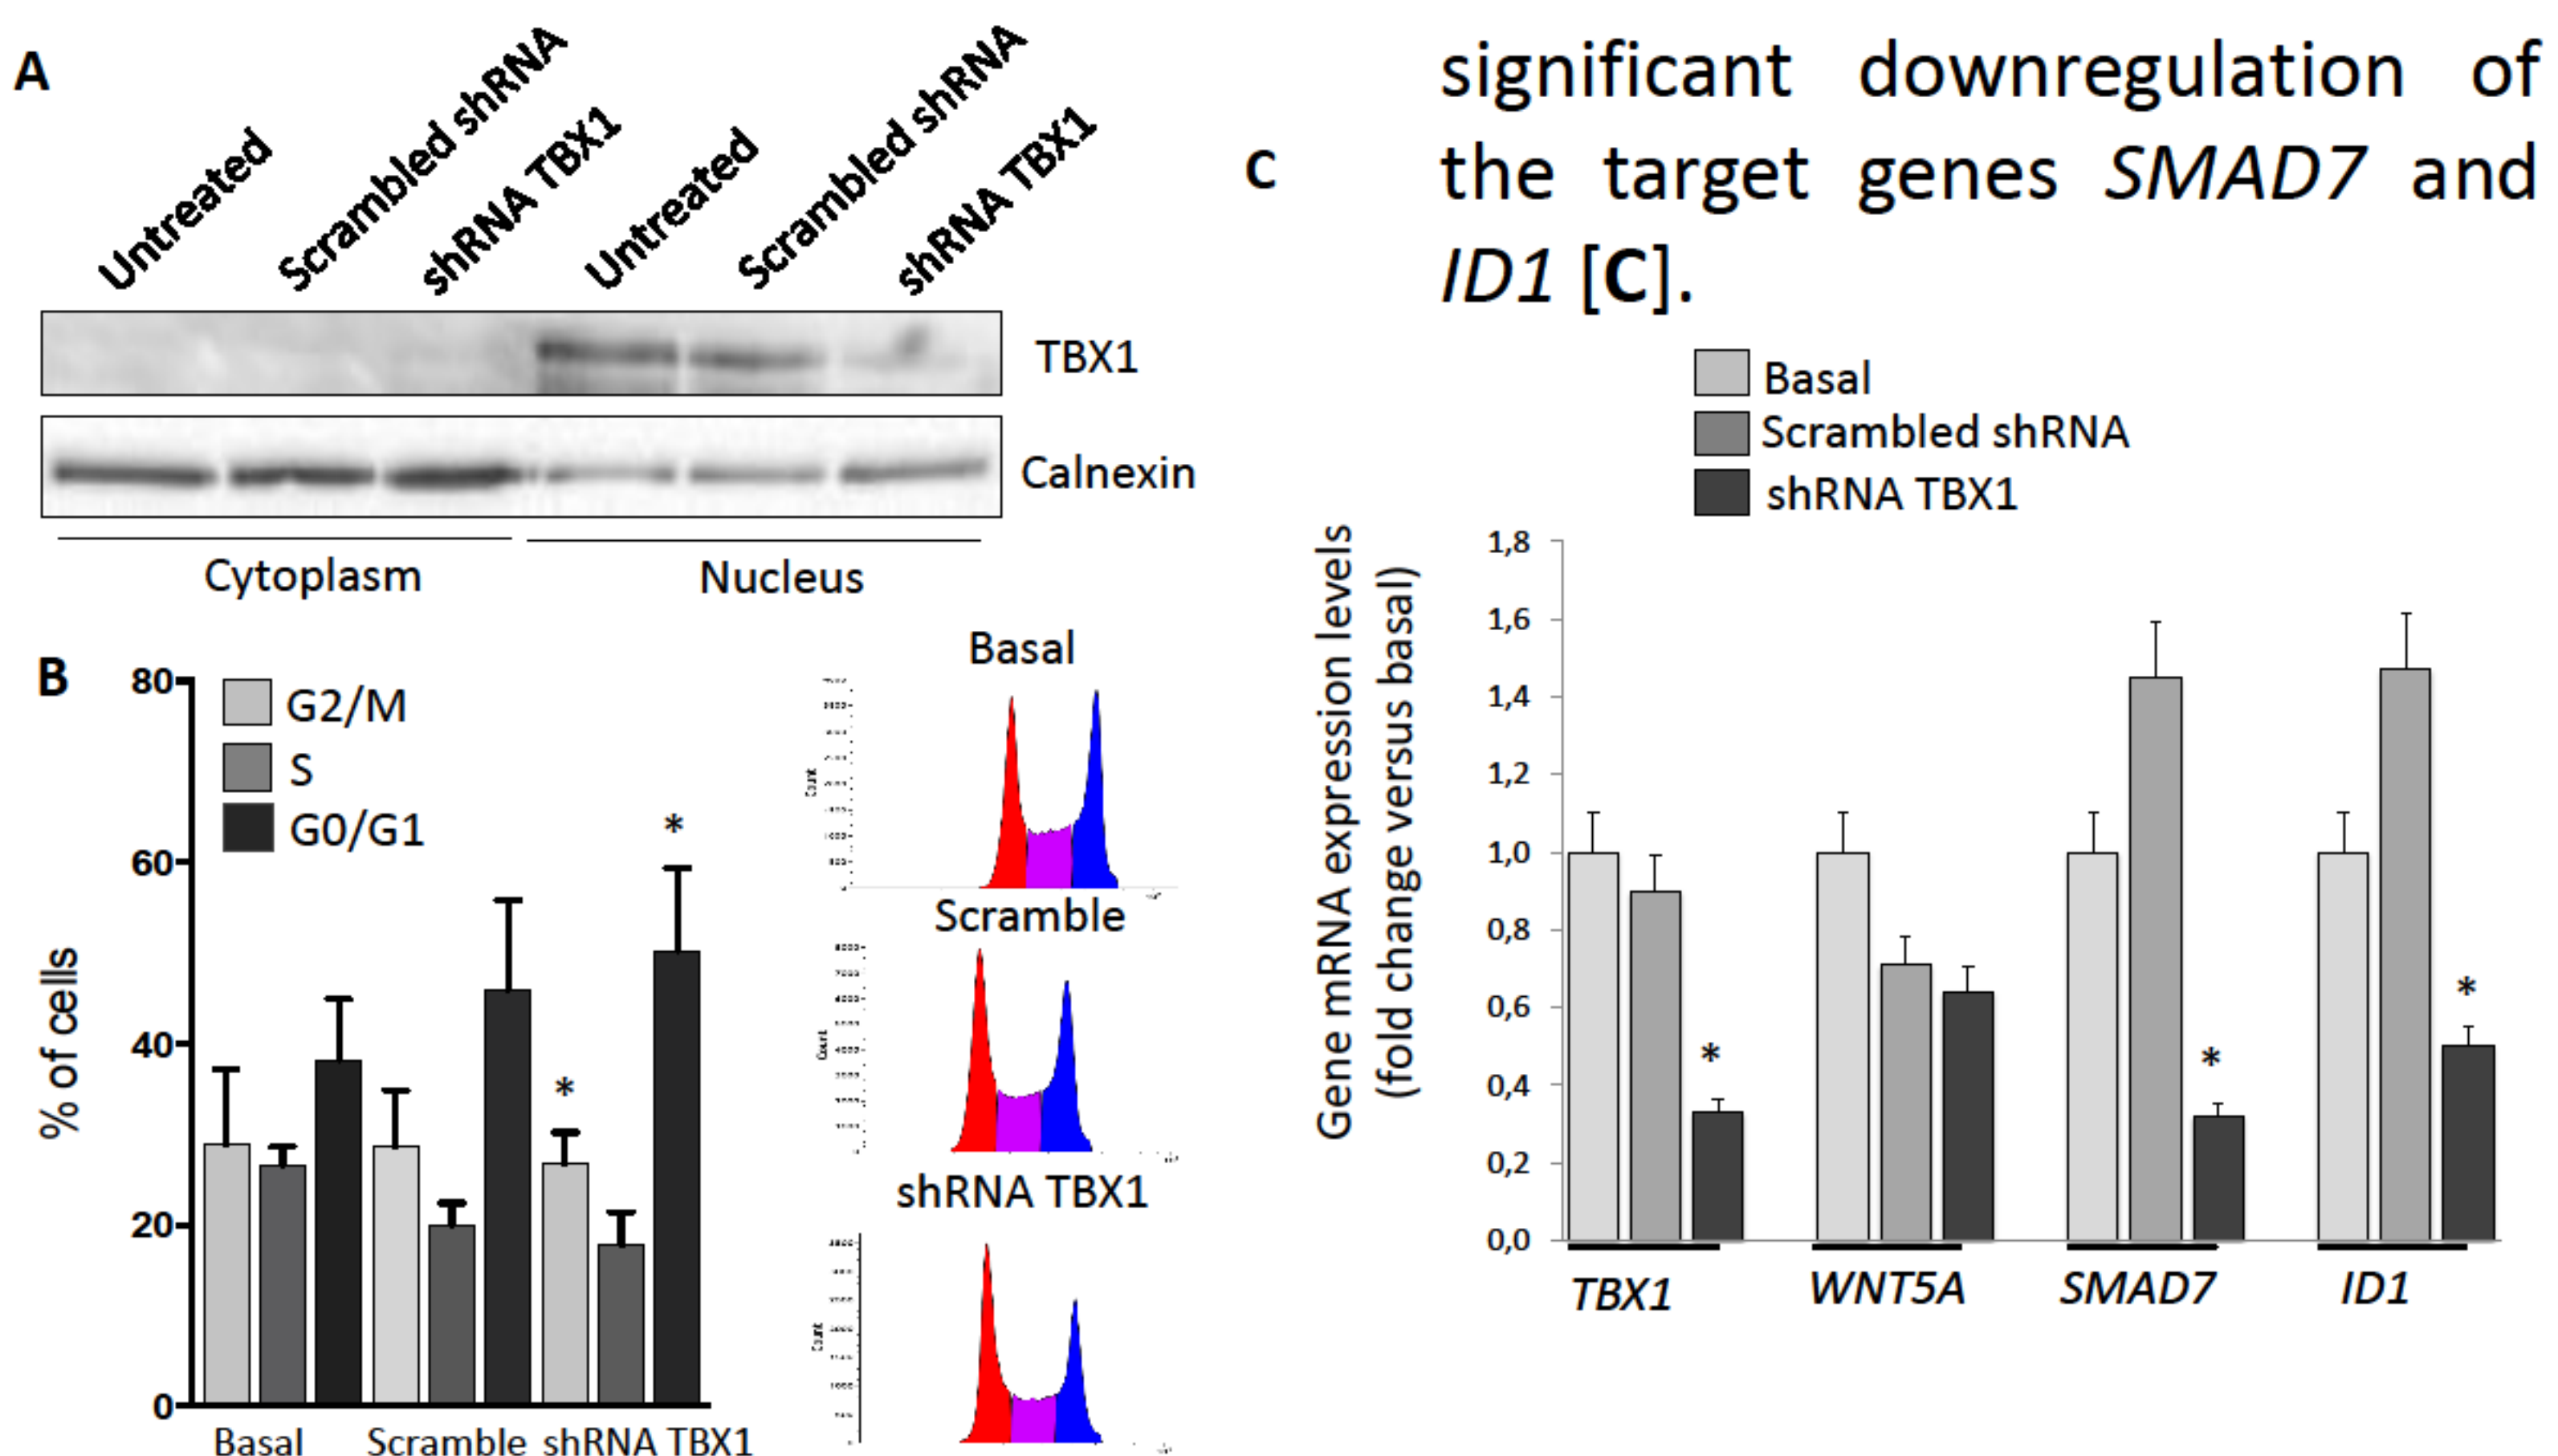 A
Untreated
Scrambled shRNA
shRNA TBX1
Untreated
Scrambled shRNA
shRNA TBX1
TBX1
Calnexin
Cytoplasm
Nucleus
B
80
60
40
20
0
% of cells
G2/M
S
G0/G1
*
*
Basal
Scramble
shRNA TBX1
Basal
Count
Scramble
Count
shRNA TBX1
Count
significant downregulation of
the target genes SMAD7 and
ID1 [C].
C
Basal
Scrambled shRNA
shRNA TBX1
Gene mRNA expression levels
(fold change versus basal)
1,8
1,6
1,4
1,2
1,0
0,8
0,6
0,4
0,2
0,0
*
*
*
TBX1
WNT5A
SMAD7
ID1